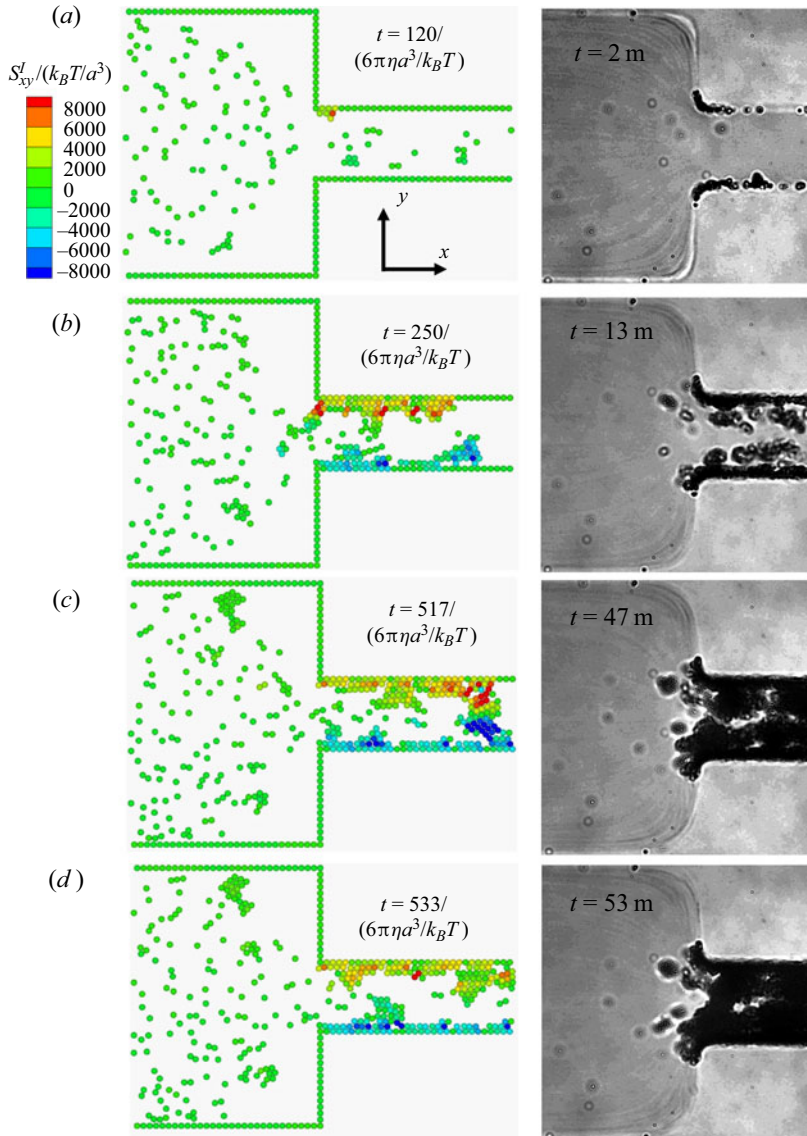 (a)
S^I_xy/(k_BT/a^3)
8000
6000
4000
2000
0
–2000
–4000
–6000
–8000
t = 120/
(6πηa^3/k_BT)
y
x
t = 2 m
(b)
t = 250/
(6πηa^3/k_BT)
t = 13 m
(c)
t = 517/
(6πηa^3/k_BT)
t = 47 m
(d)
t = 533/
(6πηa^3/k_BT)
t = 53 m